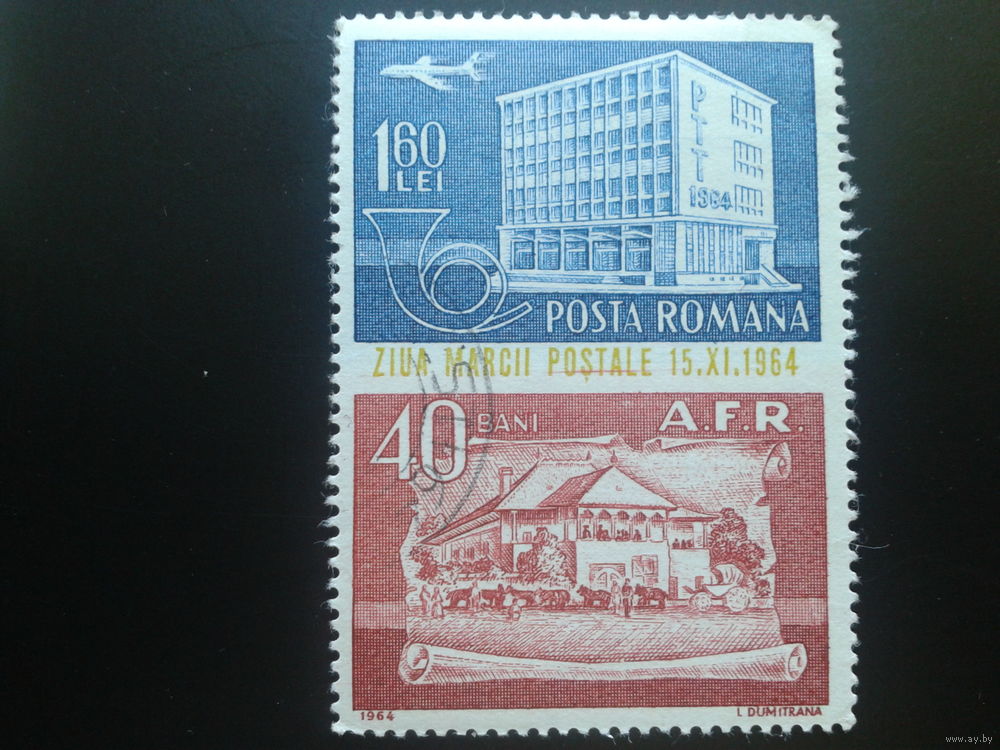 1.60
LEI
PTT
1964
POSTA ROMANA
ZIUA MARCII POŞTALE 15.XI.1964
40 BANI
A.F.R.
1964
I. DUMITRANA
www.ay.by